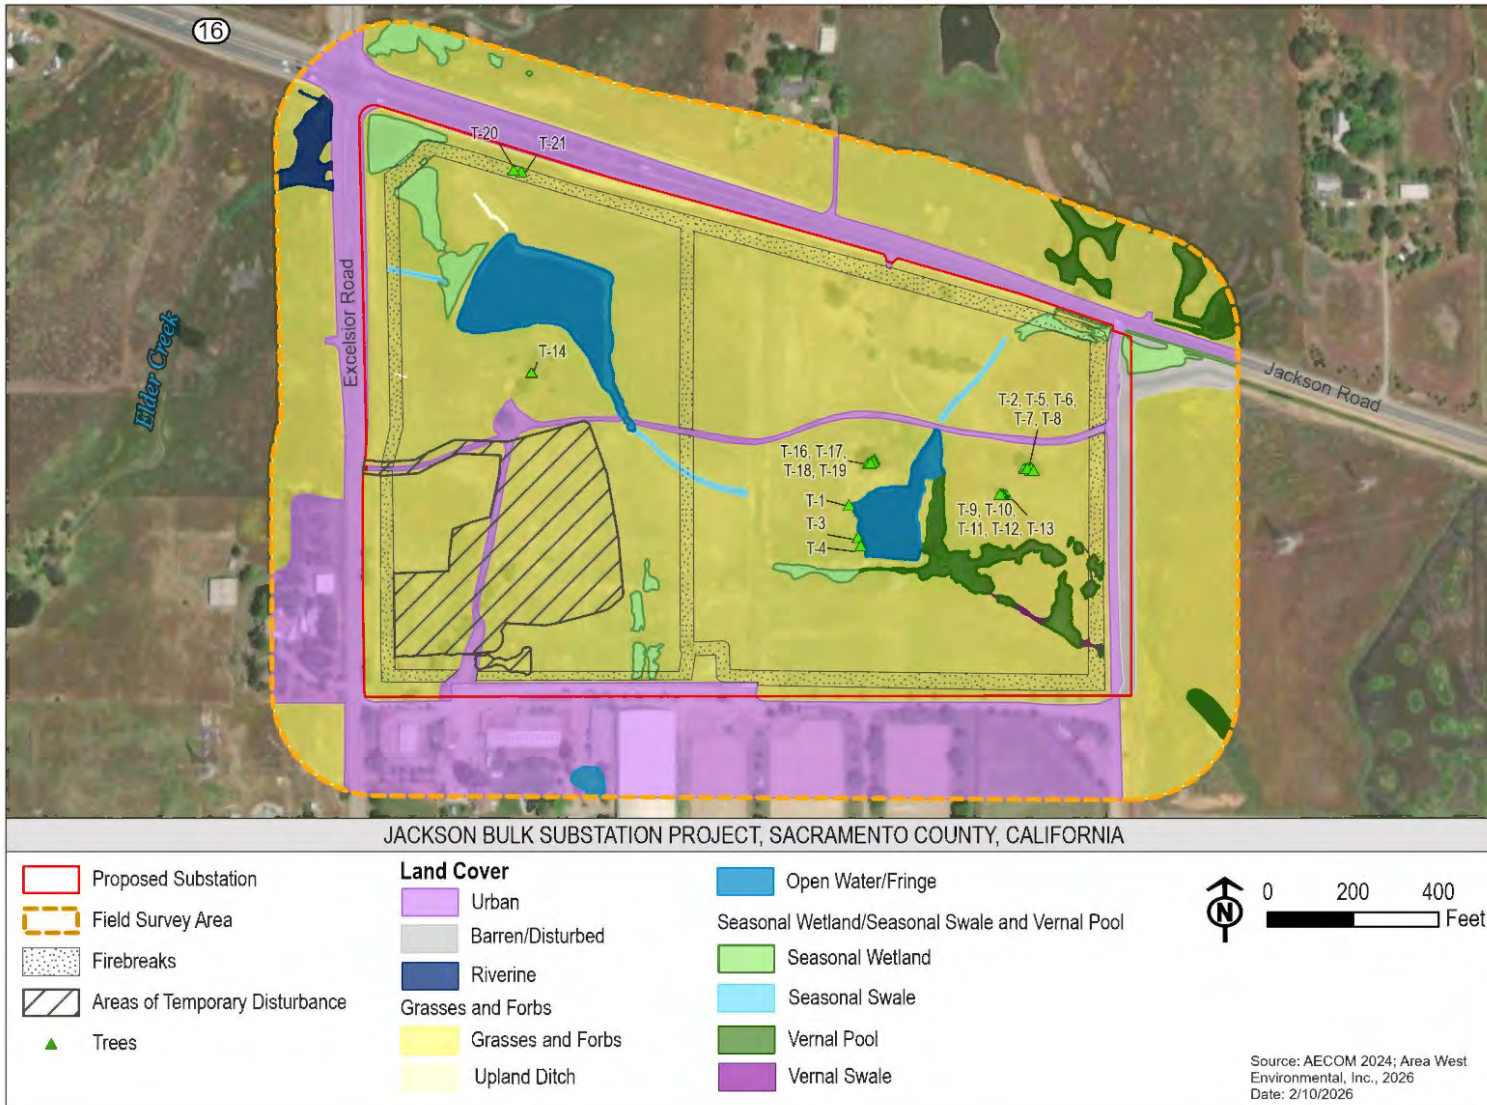 16
T-20
T-21
Excelsior Road
Elder Creek
T-14
Jackson Road
T-2, T-5, T-6,
T-7, T-8
T-16, T-17,
T-18, T-19
T-1
T-3
T-4
T-9, T-10,
T-11, T-12, T-13
JACKSON BULK SUBSTATION PROJECT, SACRAMENTO COUNTY, CALIFORNIA
Proposed Substation
Field Survey Area
Firebreaks
Areas of Temporary Disturbance
Trees
Land Cover
Urban
Barren/Disturbed
Riverine
Grasses and Forbs
Grasses and Forbs
Upland Ditch
Open Water/Fringe
Seasonal Wetland/Seasonal Swale and Vernal Pool
Seasonal Wetland
Seasonal Swale
Vernal Pool
Vernal Swale
N
0 200 400
Feet
Source: AECOM 2024; Area West
Environmental, Inc., 2026
Date: 2/10/2026